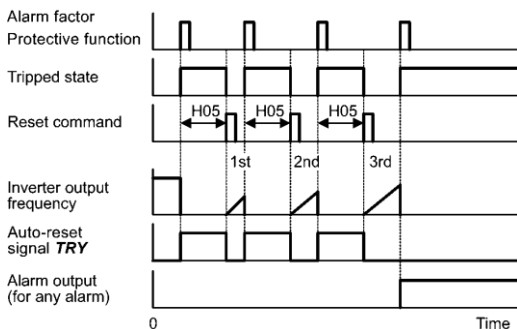 Alarm factor
Protective function
Tripped state
H05 H05 H05
Reset command
1st 2nd 3rd
Inverter output
frequency
Auto-reset
signal TRY
Alarm output
(for any alarm)
0 Time